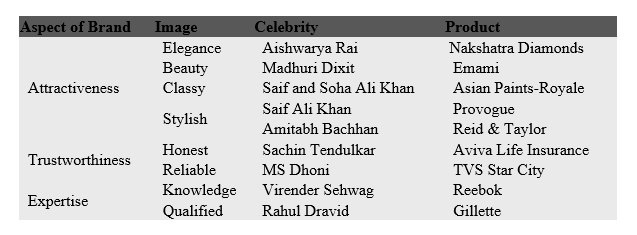 Aspect of Brand Image Celebrity Product
Elegance Aishwarya Rai Nakshatra Diamonds
Beauty Madhuri Dixit Emami
Attractiveness Classy Saif and Soha Ali Khan Asian Paints-Royale
Stylish Saif Ali Khan Provogue
Amitabh Bachhan Reid & Taylor
Trustworthiness Honest Sachin Tendulkar Aviva Life Insurance
Reliable MS Dhoni TVS Star City
Expertise Knowledge Virender Sehwag Reebok
Qualified Rahul Dravid Gillette